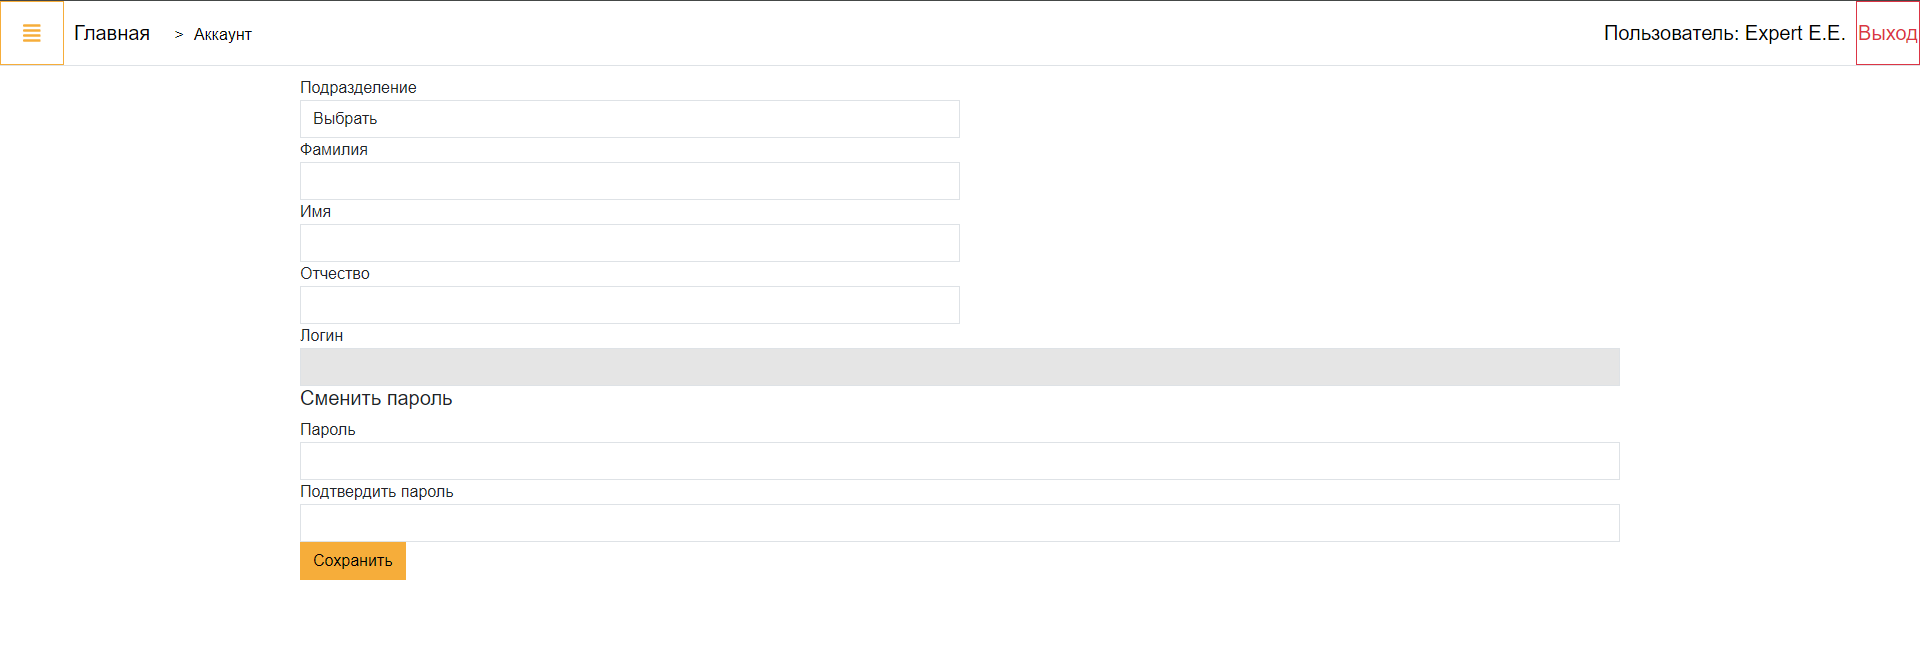 Главная > Аккаунт Пользователь: Expert E.E. Выход
Подразделение
Выбрать
Фамилия
Имя
Отчество
Логин
Сменить пароль
Пароль
Подтвердить пароль
Сохранить